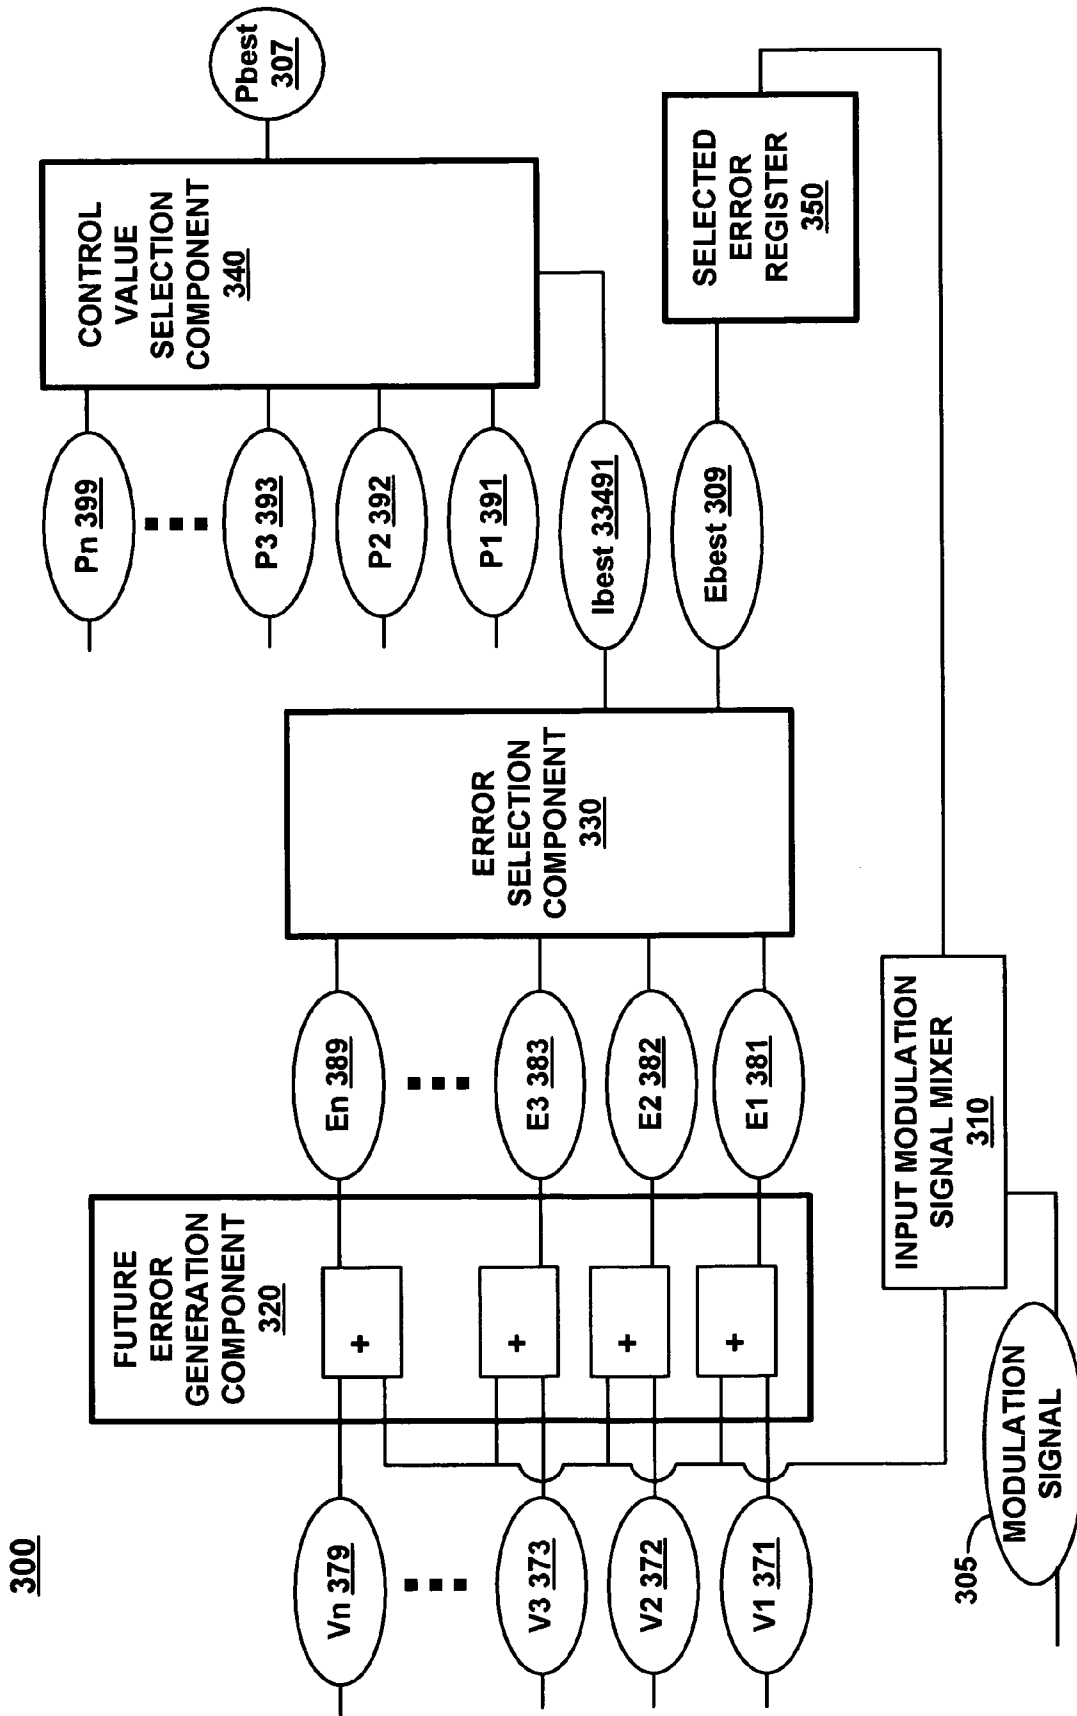 300
Vn 379
V3 373
V2 372
V1 371
305
MODULATION
SIGNAL
FUTURE
ERROR
GENERATION
COMPONENT
320
+
+
+
+
INPUT MODULATION
SIGNAL MIXER
310
En 389
E3 383
E2 382
E1 381
ERROR
SELECTION
COMPONENT
330
Pn 399
P3 393
P2 392
P1 391
Ibest 33491
Ebest 309
CONTROL
VALUE
SELECTION
COMPONENT
340
SELECTED
ERROR
REGISTER
350
Pbest
307